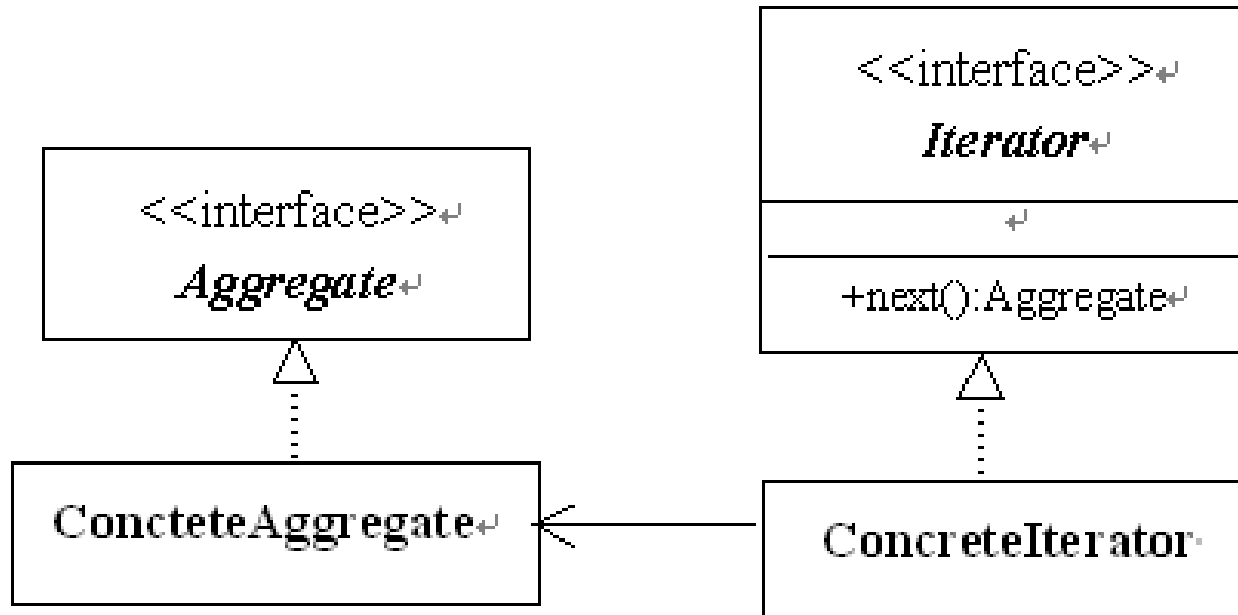 <<interface>>
Iterator
+next():Aggregate
<<interface>>
Aggregate
ConcteteAggregate
ConcreteIterator